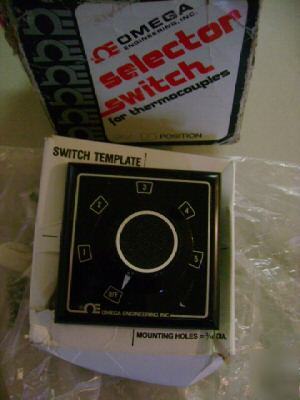 OMEGA
ENGINEERING, INC.
selector
switch
for thermocouples
POSITION
SWITCH TEMPLATE
3
2
4
1
5
OFF
OMEGA ENGINEERING INC
MOUNTING HOLES =